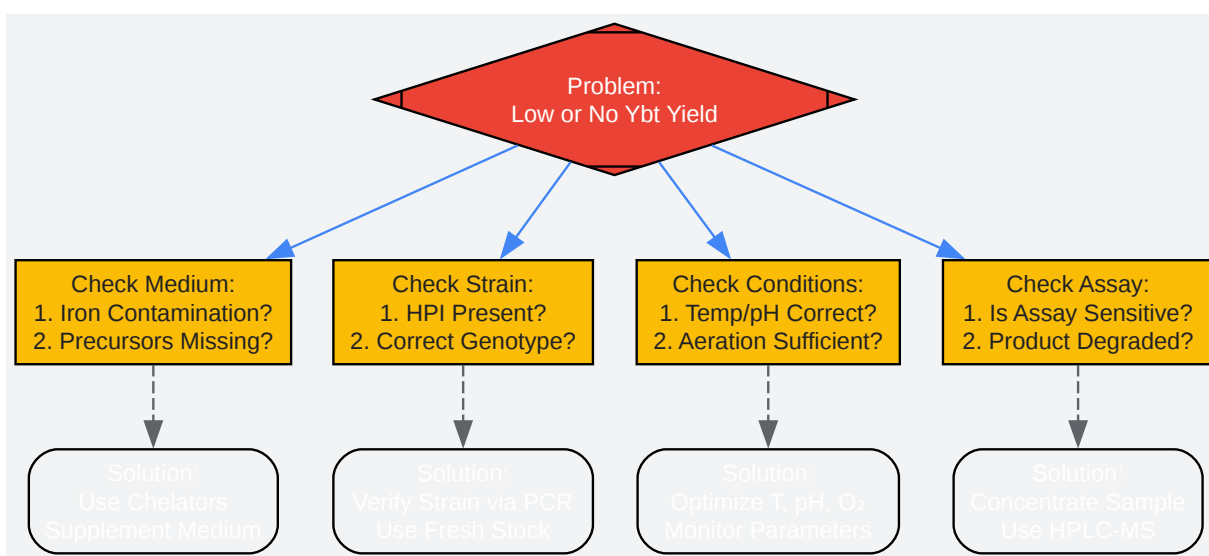 Problem:
Low or No Ybt Yield
Check Medium:
1. Iron Contamination?
2. Precursors Missing?
Check Strain:
1. HPI Present?
2. Correct Genotype?
Check Conditions:
1. Temp/pH Correct?
2. Aeration Sufficient?
Check Assay:
1. Is Assay Sensitive?
2. Product Degraded?
Solution:
Use Chelators
Supplement Medium
Solution:
Verify Strain via PCR
Use Fresh Stock
Solution:
Optimize T, pH, O₂
Monitor Parameters
Solution:
Concentrate Sample
Use HPLC-MS